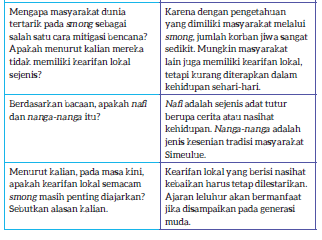 Mengapa masyarakat dunia
tertarik pada smong sebagai
salah satu cara mitigasi bencana?
Apakah menurut kalian mereka
tidak memiliki kearifan lokal
sejenis?
Karena dengan pengetahuan
yang dimiliki masyarakat melalui
smong, jumlah korban jiwa sangat
sedikit. Mungkin masyarakat
lain juga memiliki kearifan lokal,
tetapi kurang diterapkan dalam
kehidupan sehari-hari.
Berdasarkan bacaan, apakah nafi
dan nanga-nanga itu?
Nafi adalah sejenis adat tutur
berupa cerita atau nasihat
kehidupan. Nanga-nanga adalah
jenis kesenian tradisi masyarakat
Simeulue.
Menurut kalian, pada masa kini,
apakah kearifan lokal semacam
smong masih penting diajarkan?
Sebutkan alasan kalian.
Kearifan lokal yang berisi nasihat
kebaikan harus tetap dilestarikan.
Ajaran leluhur akan bermanfaat
jika disampaikan pada generasi
muda.